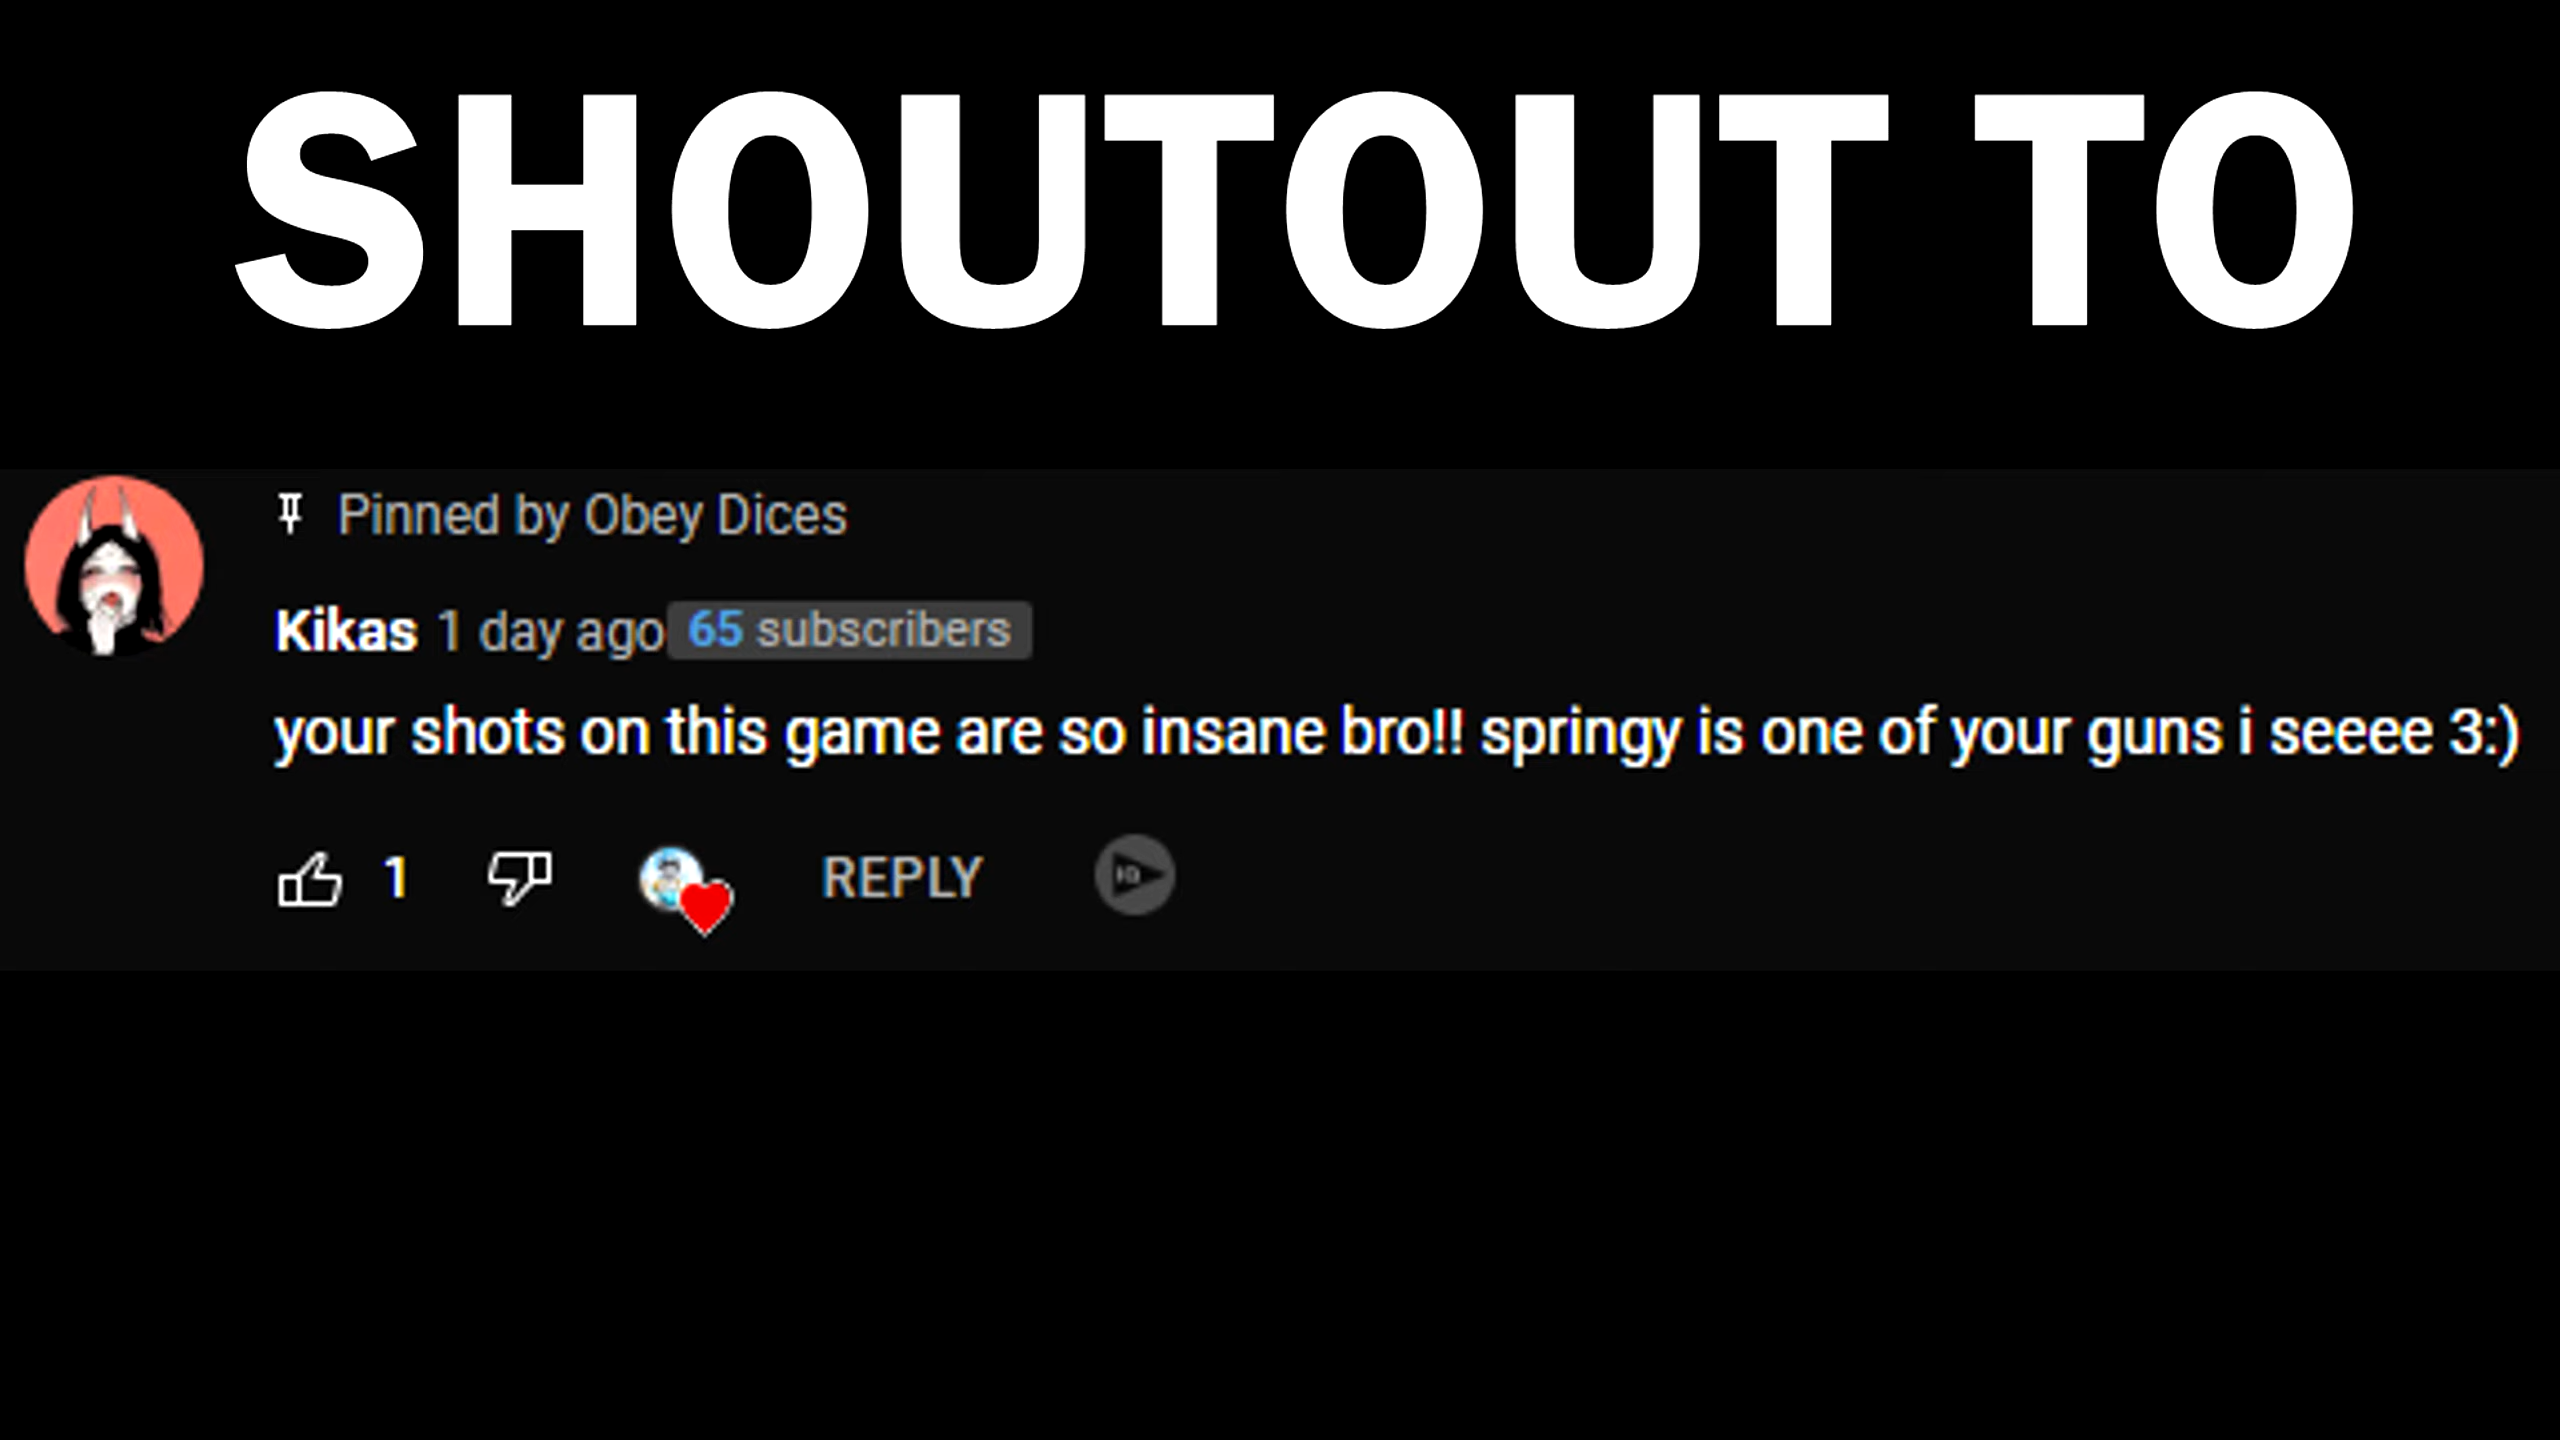 SHOUTOUT TO
Pinned by Obey Dices
Kikas 1 day ago 65 subscribers
your shots on this game are so insane bro!! springy is one of your guns i seeee 3:)
1 REPLY